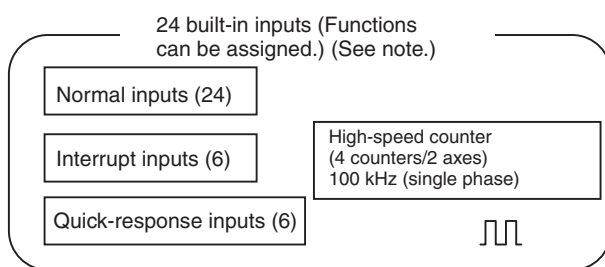 24 built-in inputs (Functions
can be assigned.) (See note.)
Normal inputs (24)
Interrupt inputs (6)
Quick-response inputs (6)
High-speed counter
(4 counters/2 axes)
100 kHz (single phase)